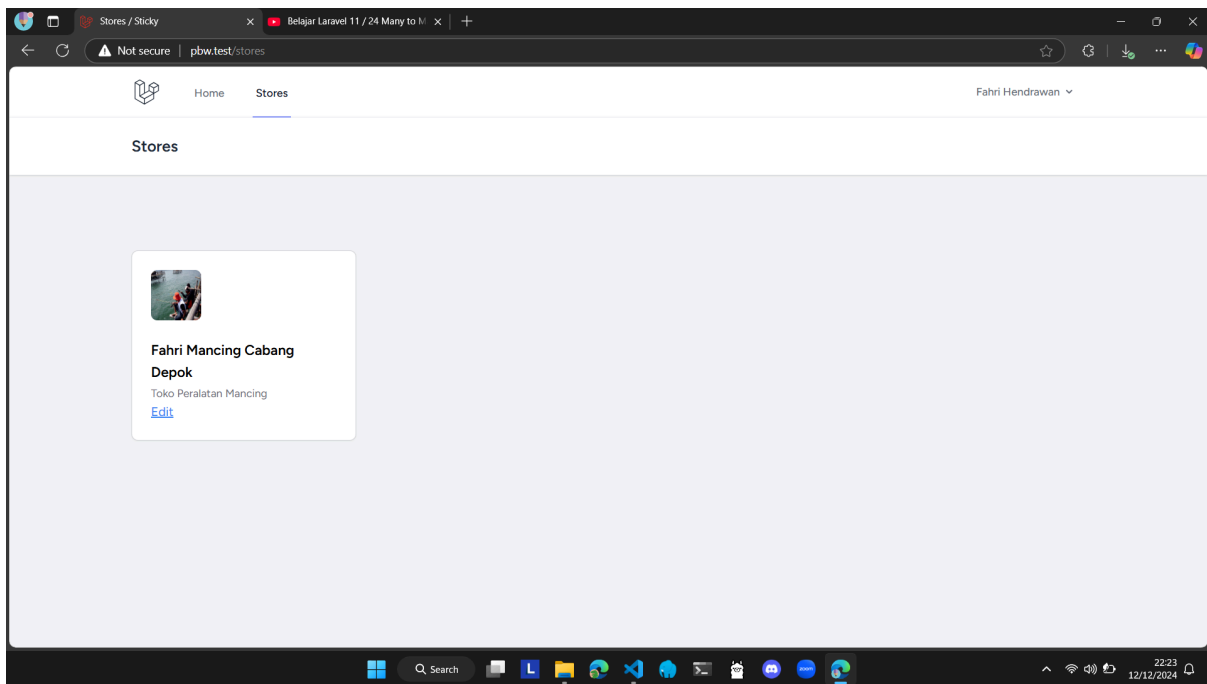 Stores / Sticky
Belajar Laravel 11 / 24 Many to M
Not secure
pbw.test/stores
Home
Stores
Fahri Hendrawan
Stores
Fahri Mancing Cabang
Depok
Toko Peralatan Mancing
Edit
Search
L
zoom
22:23
12/12/2024